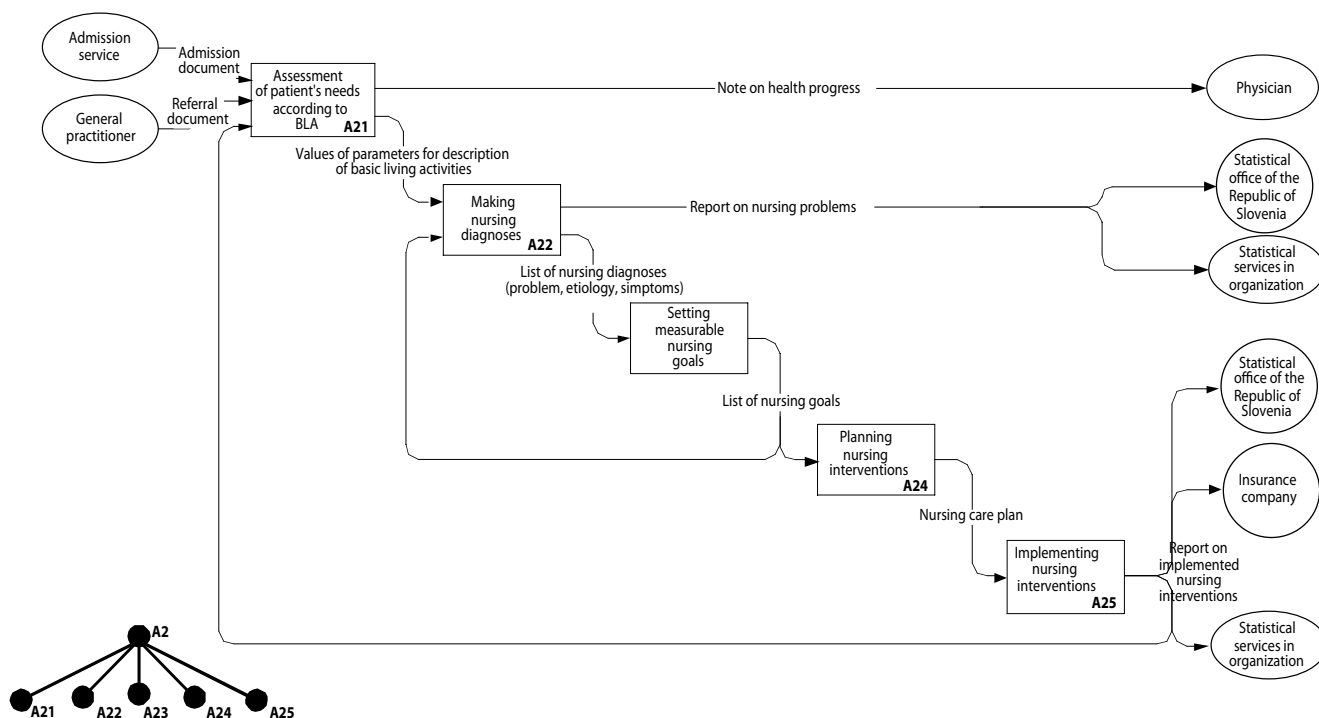 Admission
service
Admission
document
General
practitioner
Referral
document
Assessment
of patient's needs
according to
BLA
A21
Note on health progress
Physician
Values of parameters for description
of basic living activities
Making
nursing
diagnoses
A22
Report on nursing problems
Statistical
office of the
Republic of
Slovenia
Statistical
services in
organization
List of nursing diagnoses
(problem, etiology, simptoms)
Setting
measurable
nursing
goals
List of nursing goals
Planning
nursing
interventions
A24
Nursing care plan
Implementing
nursing
interventions
A25
Report on
implemented
nursing
interventions
Statistical
office of the
Republic of
Slovenia
Insurance
company
Statistical
services in
organization
A2
A21
A22
A23
A24
A25